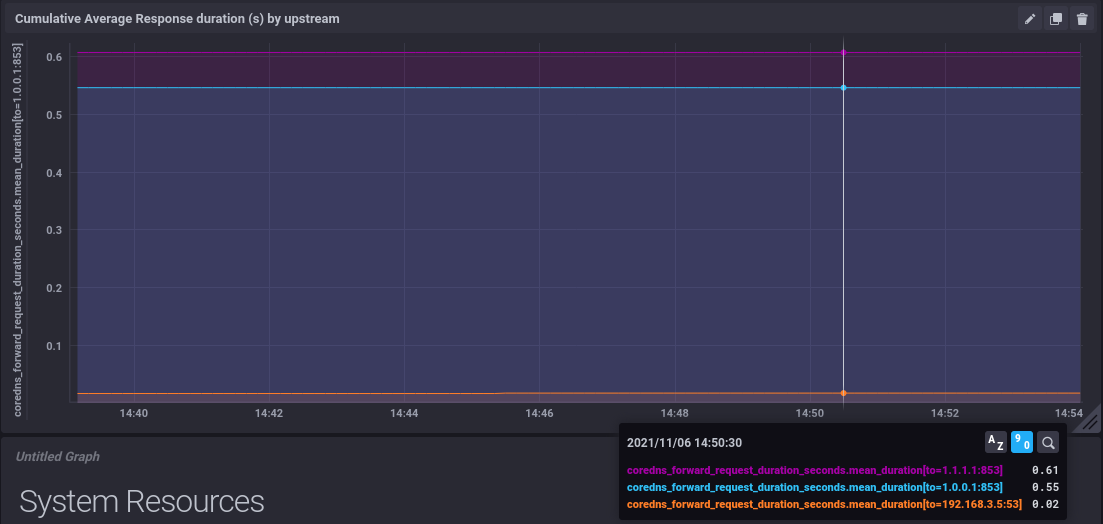 Cumulative Average Response duration (s) by upstream
coredns_forward_request_duration_seconds.mean_duration[to=1.0.0.1:853]
0.6
0.5
0.4
0.3
0.2
0.1
14:40 14:42 14:44 14:46 14:48 14:50 14:52 14:54
2021/11/06 14:50:30
A Z
9 0
coredns_forward_request_duration_seconds.mean_duration[to=1.1.1.1:853] 0.61
coredns_forward_request_duration_seconds.mean_duration[to=1.0.0.1:853] 0.55
coredns_forward_request_duration_seconds.mean_duration[to=192.168.3.5:53] 0.02
Untitled Graph
System Resources